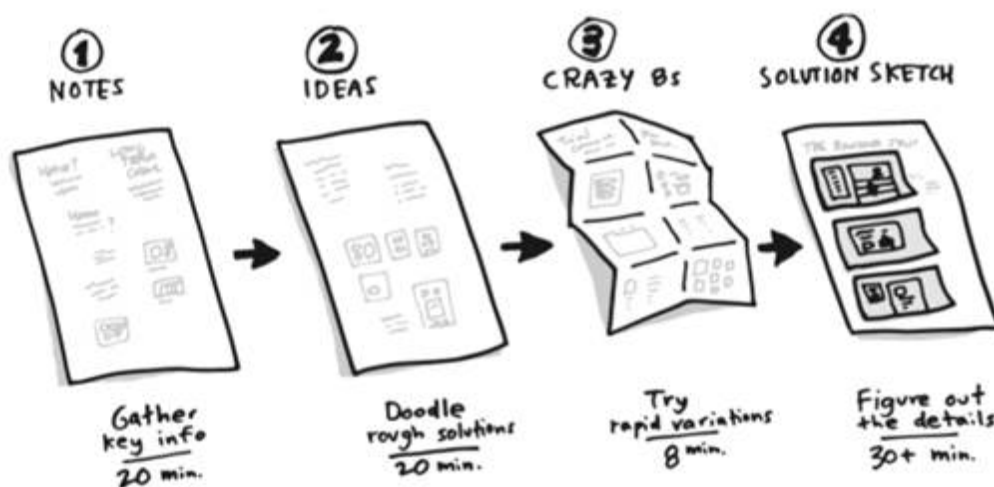 1
NOTES
2
IDEAS
3
CRAZY 8s
4
SOLUTION SKETCH
Gather
key info
20 min.
Doodle
rough solutions
20 min.
Try
rapid variations
8 min.
Figure out
the details
30+ min.